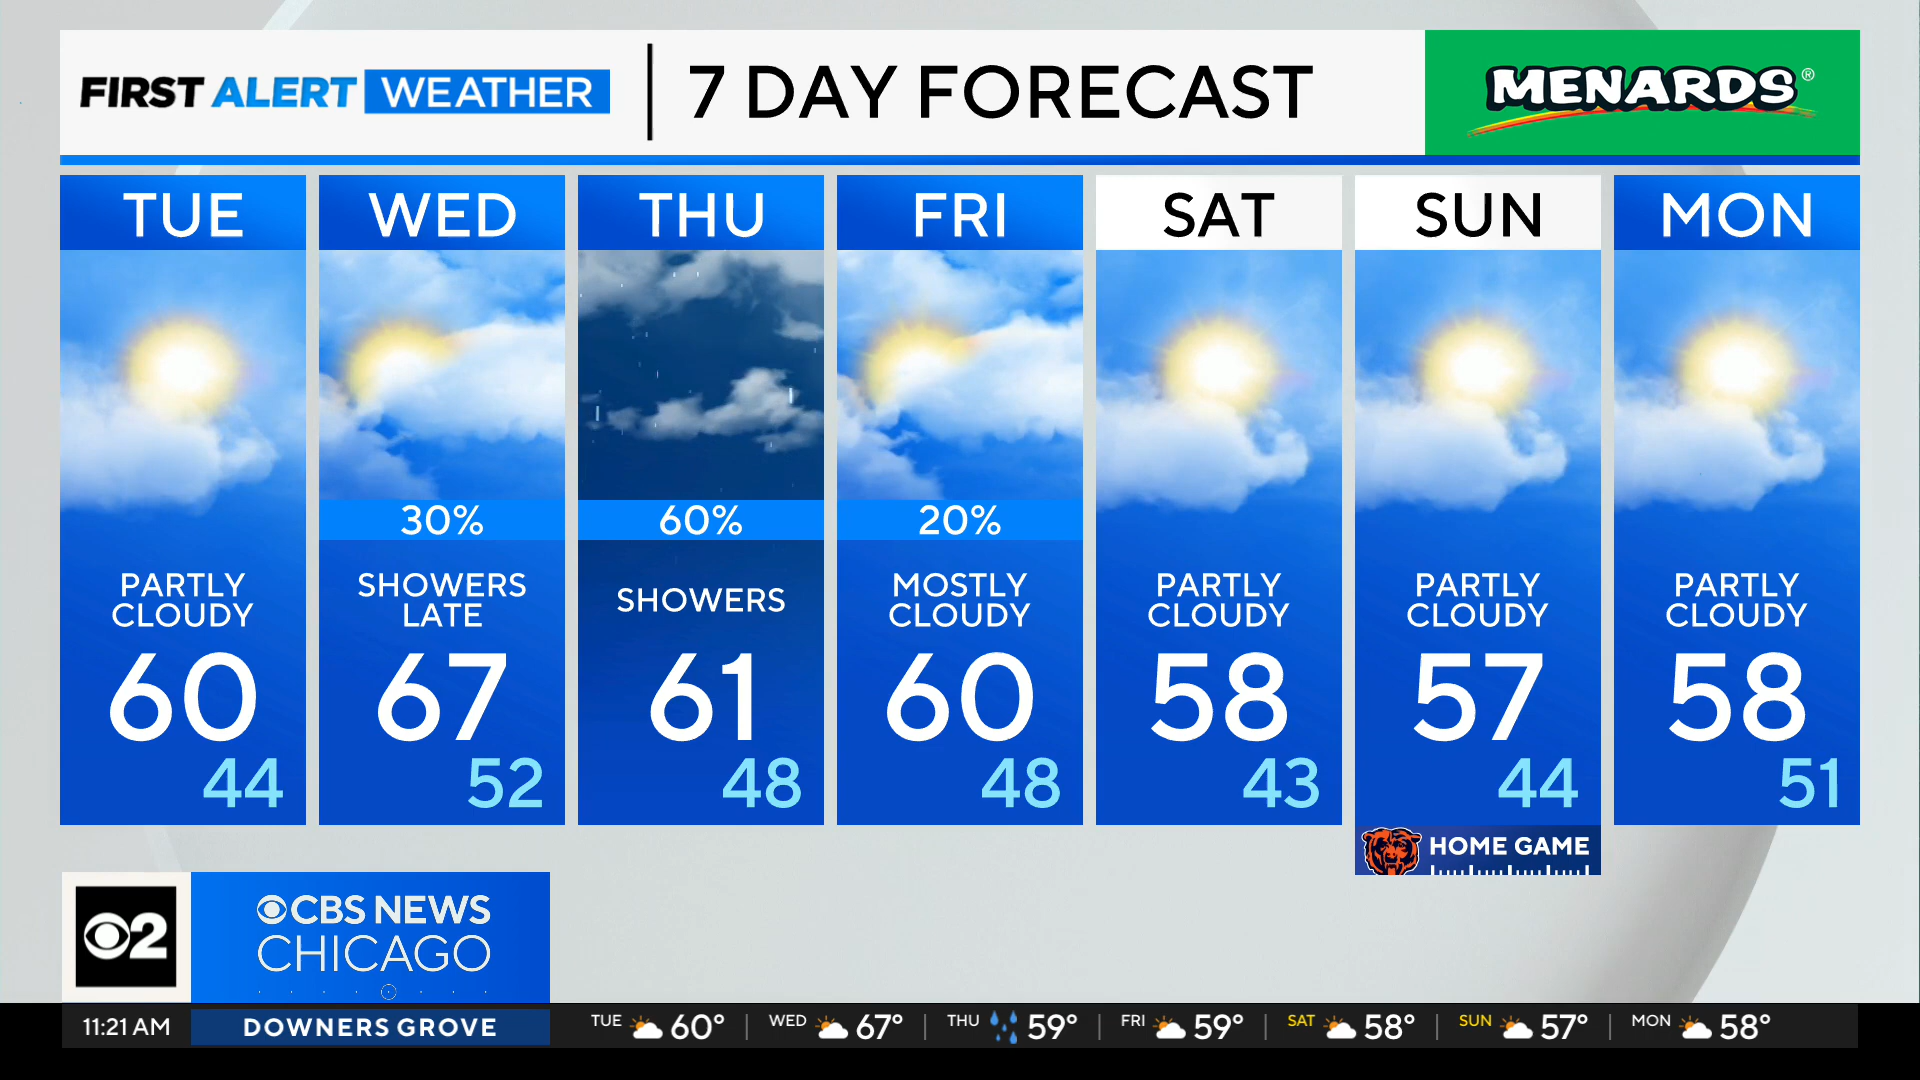 FIRST ALERT WEATHER
7 DAY FORECAST
MENARDS®
TUE
PARTLY
CLOUDY
60
44
WED
30%
SHOWERS
LATE
67
52
THU
60%
SHOWERS
61
48
FRI
20%
MOSTLY
CLOUDY
60
48
SAT
PARTLY
CLOUDY
58
43
SUN
PARTLY
CLOUDY
57
44
HOME GAME
MON
PARTLY
CLOUDY
58
51
2
CBS NEWS
CHICAGO
11:21 AM
DOWNERS GROVE
TUE 60° | WED 67° | THU 59° | FRI 59° | SAT 58° | SUN 57° | MON 58°